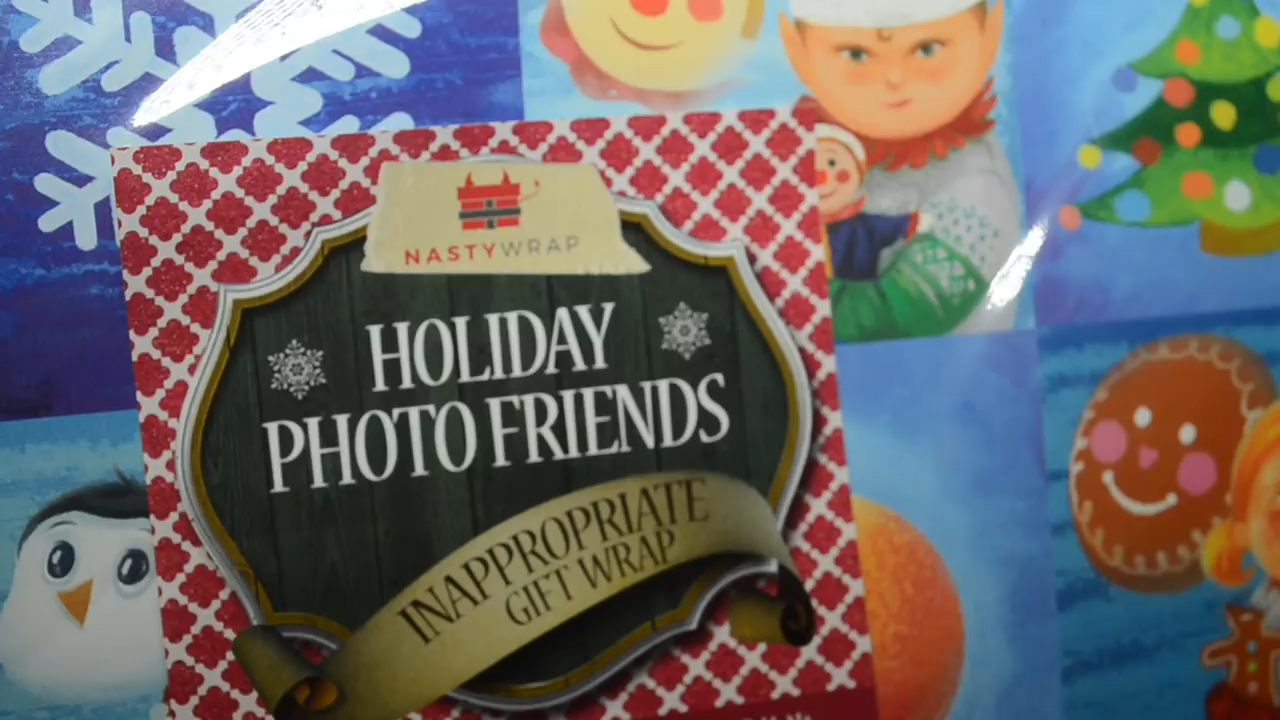 NASTYWRAP
HOLIDAY
PHOTO FRIENDS
INAPPROPRIATE
GIFT WRAP